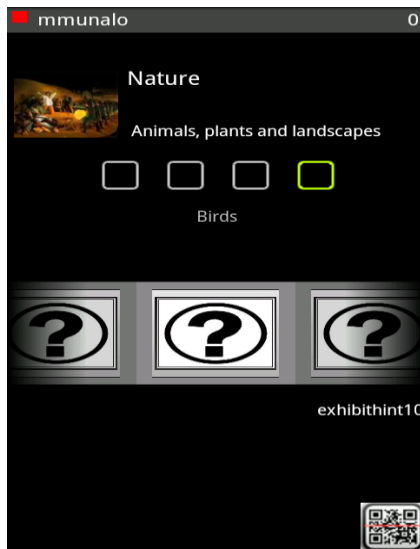 mmunalo 0
Nature
Animals, plants and landscapes
Birds
? ? ?
exhibithint10